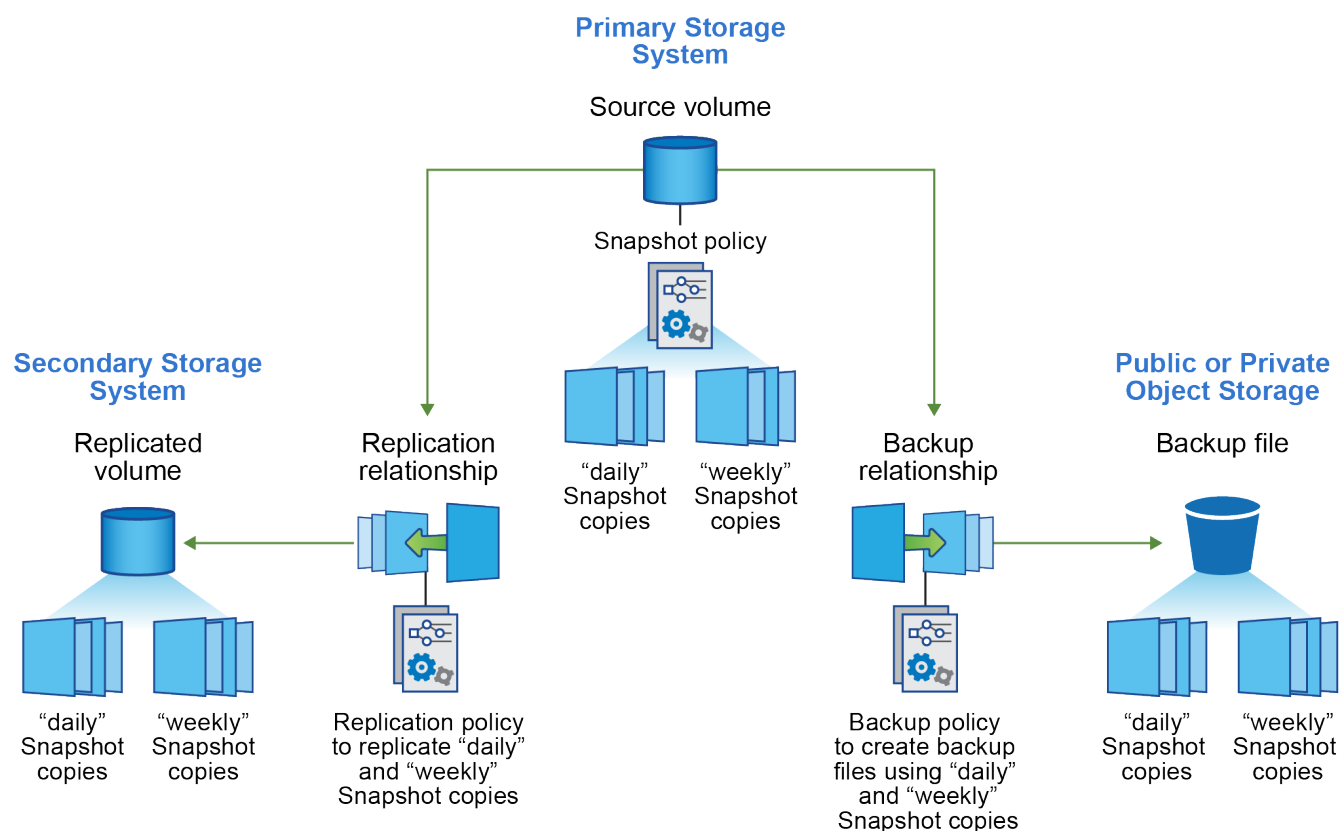 Primary Storage
System
Source volume
Snapshot policy
“daily”
Snapshot
copies
“weekly”
Snapshot
copies
Secondary Storage
System
Replicated
volume
“daily”
Snapshot
copies
“weekly”
Snapshot
copies
Replication
relationship
Replication policy
to replicate “daily”
and “weekly”
Snapshot copies
Backup
relationship
Backup policy
to create backup
files using “daily”
and “weekly”
Snapshot copies
Public or Private
Object Storage
Backup file
“daily”
Snapshot
copies
“weekly”
Snapshot
copies